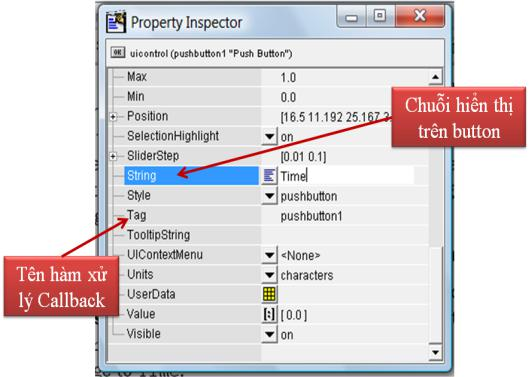 Property Inspector
OK uicontrol (pushbutton1 "Push Button")
Max 1.0
Min 0.0
Position [16.5 11.192 25.167 3
SelectionHighlight on
SliderStep [0.01 0.1]
String Time
Style pushbutton
Tag pushbutton1
TooltipString
UIContextMenu <None>
Units characters
UserData
Value [ 0.0 ]
Visible on
Chuỗi hiển thị
trên button
Tên hàm xử
lý Callback
to Time.